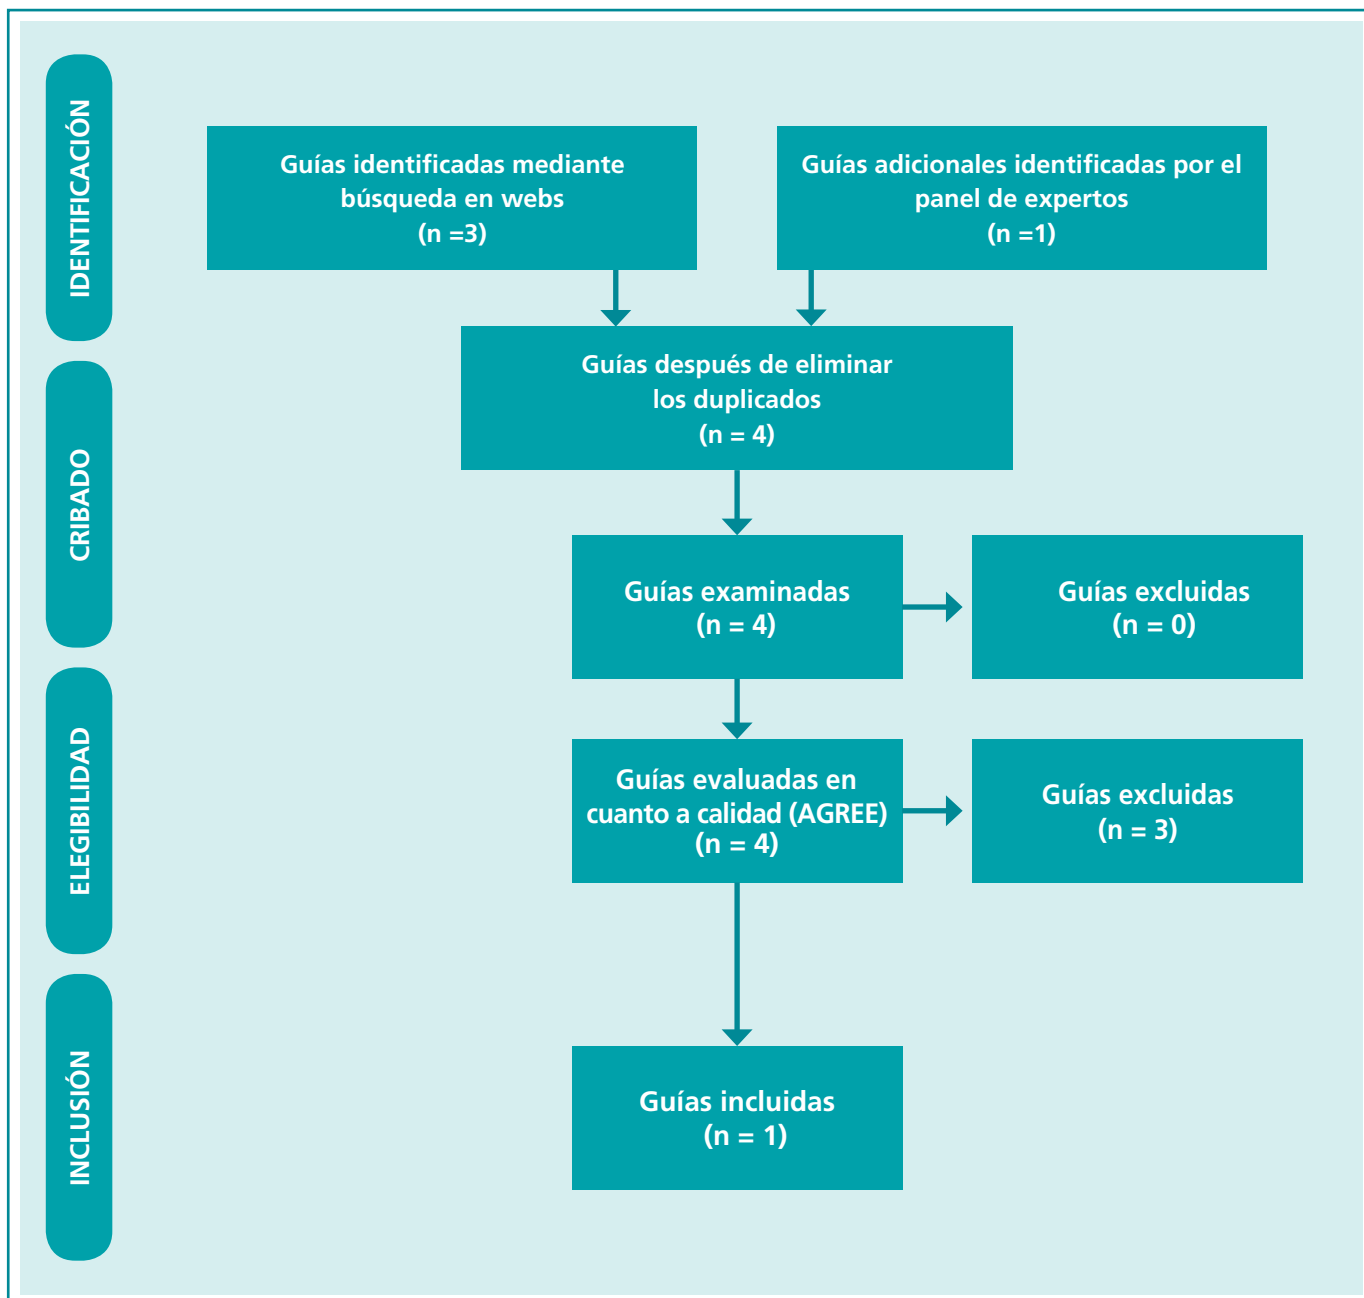 IDENTIFICACIÓN
Guías identificadas mediante
búsqueda en webs
(n =3)
Guías adicionales identificadas por el
panel de expertos
(n =1)
CRIBADO
Guías después de eliminar
los duplicados
(n = 4)
Guías examinadas
(n = 4)
Guías excluidas
(n = 0)
ELEGIBILIDAD
Guías evaluadas en
cuanto a calidad (AGREE)
(n = 4)
Guías excluidas
(n = 3)
INCLUSIÓN
Guías incluidas
(n = 1)